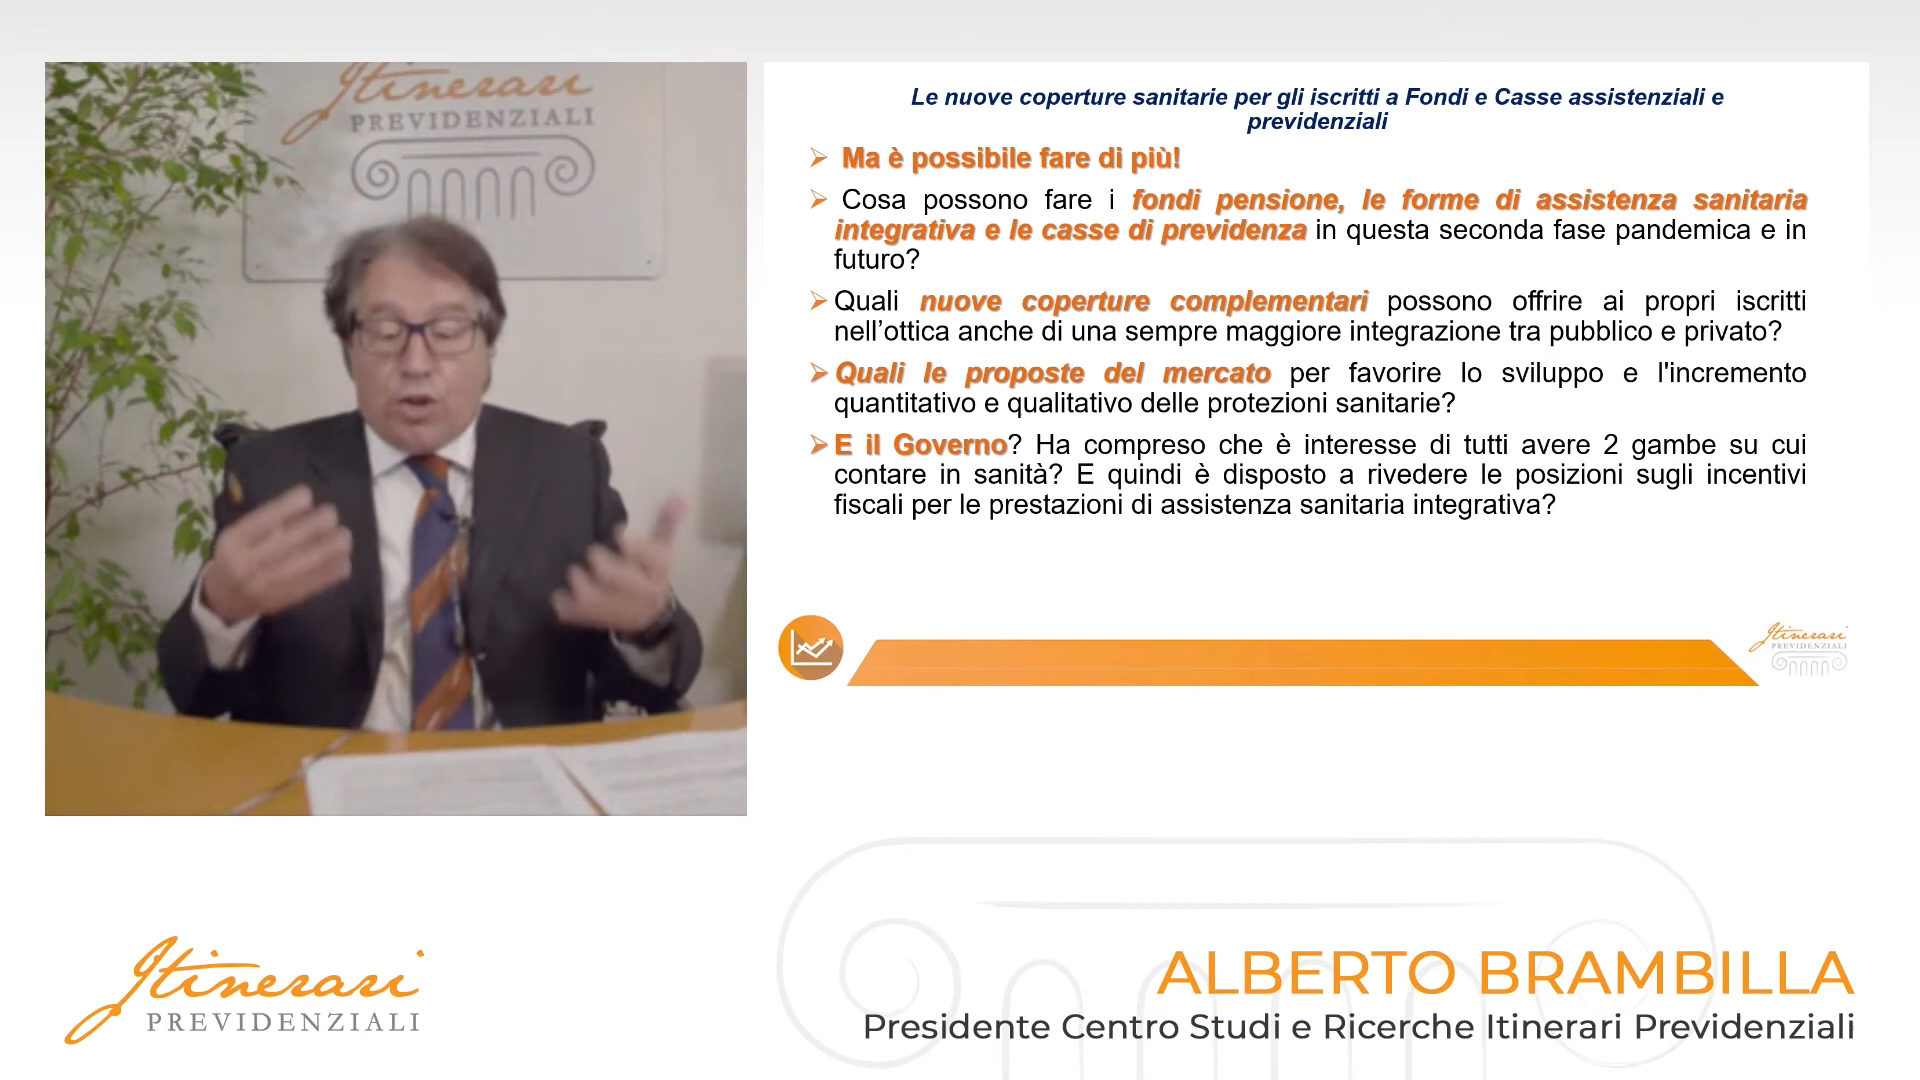 Itinerari
PREVIDENZIALI
Le nuove coperture sanitarie per gli iscritti a Fondi e Casse assistenziali e
previdenziali
Ma è possibile fare di più!
Cosa possono fare i fondi pensione, le forme di assistenza sanitaria
integrativa e le casse di previdenza in questa seconda fase pandemica e in
futuro?
Quali nuove coperture complementari possono offrire ai propri iscritti
nell’ottica anche di una sempre maggiore integrazione tra pubblico e privato?
Quali le proposte del mercato per favorire lo sviluppo e l'incremento
quantitativo e qualitativo delle protezioni sanitarie?
E il Governo? Ha compreso che è interesse di tutti avere 2 gambe su cui
contare in sanità? E quindi è disposto a rivedere le posizioni sugli incentivi
fiscali per le prestazioni di assistenza sanitaria integrativa?
Itinerari
PREVIDENZIALI
Itinerari
PREVIDENZIALI
ALBERTO BRAMBILLA
Presidente Centro Studi e Ricerche Itinerari Previdenziali